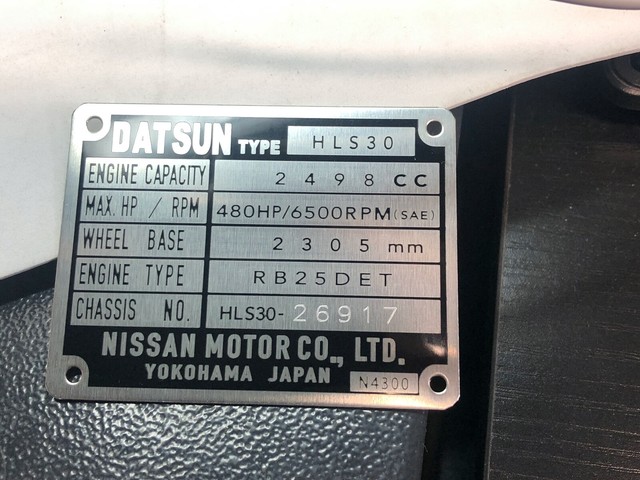 DATSUN TYPE HLS30
ENGINE CAPACITY 2498 CC
MAX. HP / RPM 480HP/6500RPM (SAE)
WHEEL BASE 2305 mm
ENGINE TYPE RB25DET
CHASSIS NO. HLS30-26917
NISSAN MOTOR CO., LTD.
YOKOHAMA JAPAN N4300